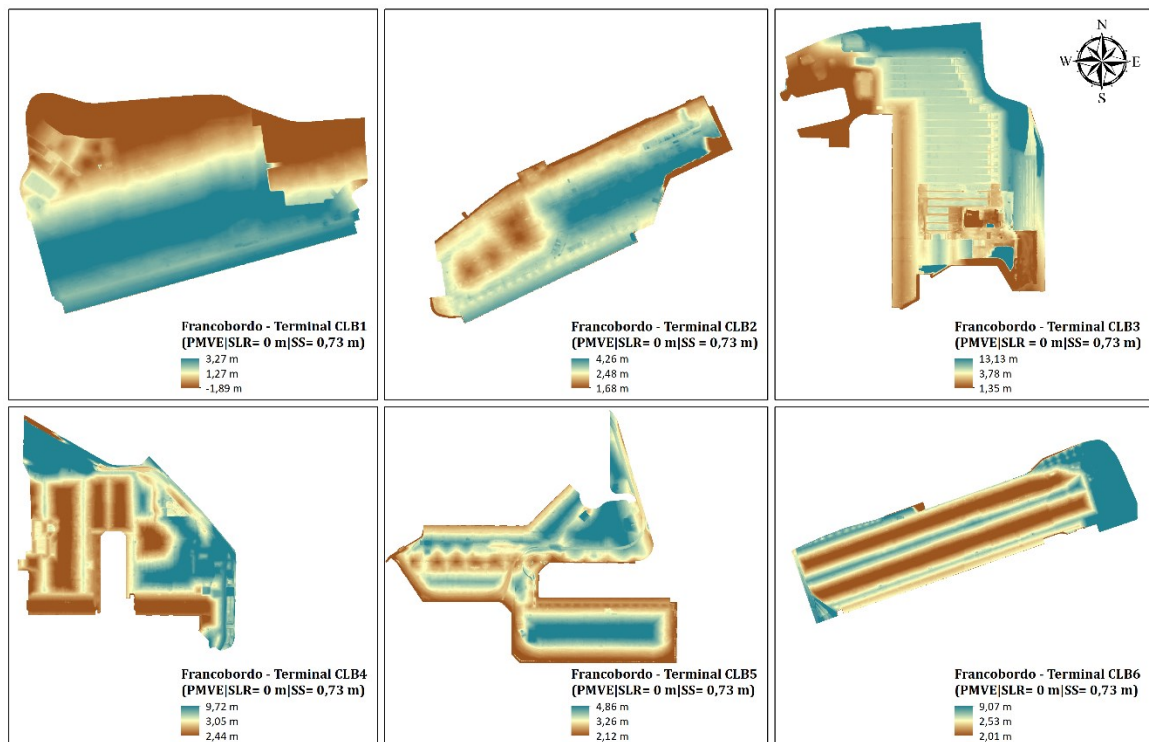 N
W E
S
Francobordo - Terminal CLB1
(PMVE|SLR= 0 m|SS= 0,73 m)
3,27 m
1,27 m
-1,89 m
Francobordo - Terminal CLB2
(PMVE|SLR= 0 m|SS = 0,73 m)
4,26 m
2,48 m
1,68 m
Francobordo - Terminal CLB3
(PMVE|SLR= 0 m|SS= 0,73 m)
13,13 m
3,78 m
1,35 m
Francobordo - Terminal CLB4
(PMVE|SLR= 0 m|SS= 0,73 m)
9,72 m
3,05 m
2,44 m
Francobordo - Terminal CLB5
(PMVE|SLR= 0 m|SS= 0,73 m)
4,86 m
3,26 m
2,12 m
Francobordo - Terminal CLB6
(PMVE|SLR= 0 m|SS= 0,73 m)
9,07 m
2,53 m
2,01 m